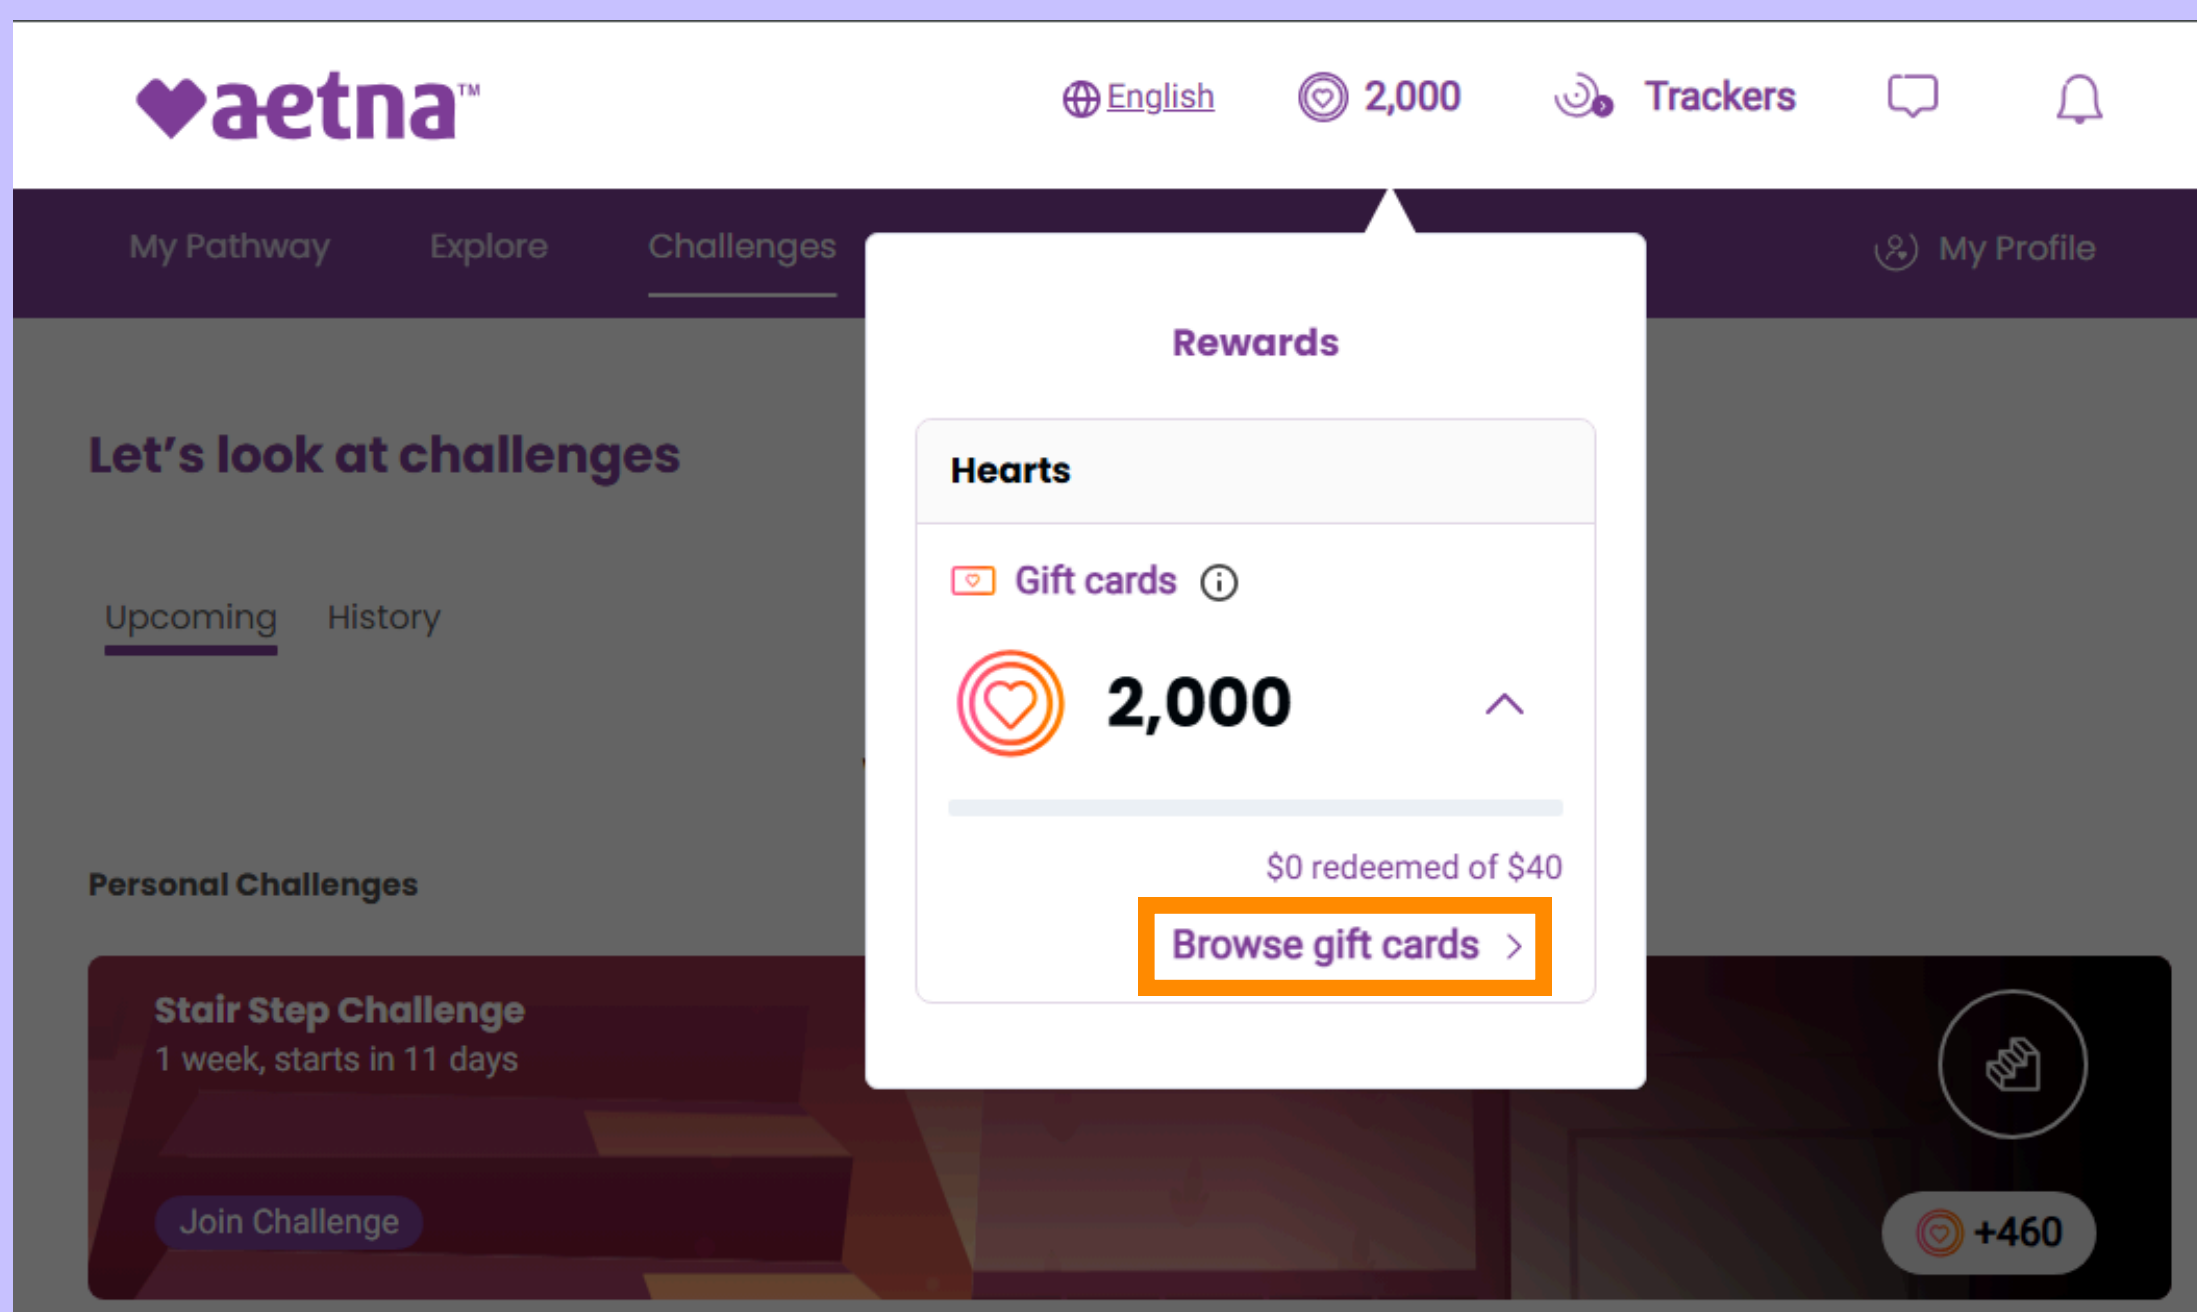 aetna™
English
2,000
Trackers
My Pathway
Explore
Challenges
My Profile
Rewards
Let's look at challenges
Hearts
Gift cards
Upcoming
History
2,000
$0 redeemed of $40
Personal Challenges
Browse gift cards
Stair Step Challenge
1 week, starts in 11 days
Join Challenge
+460